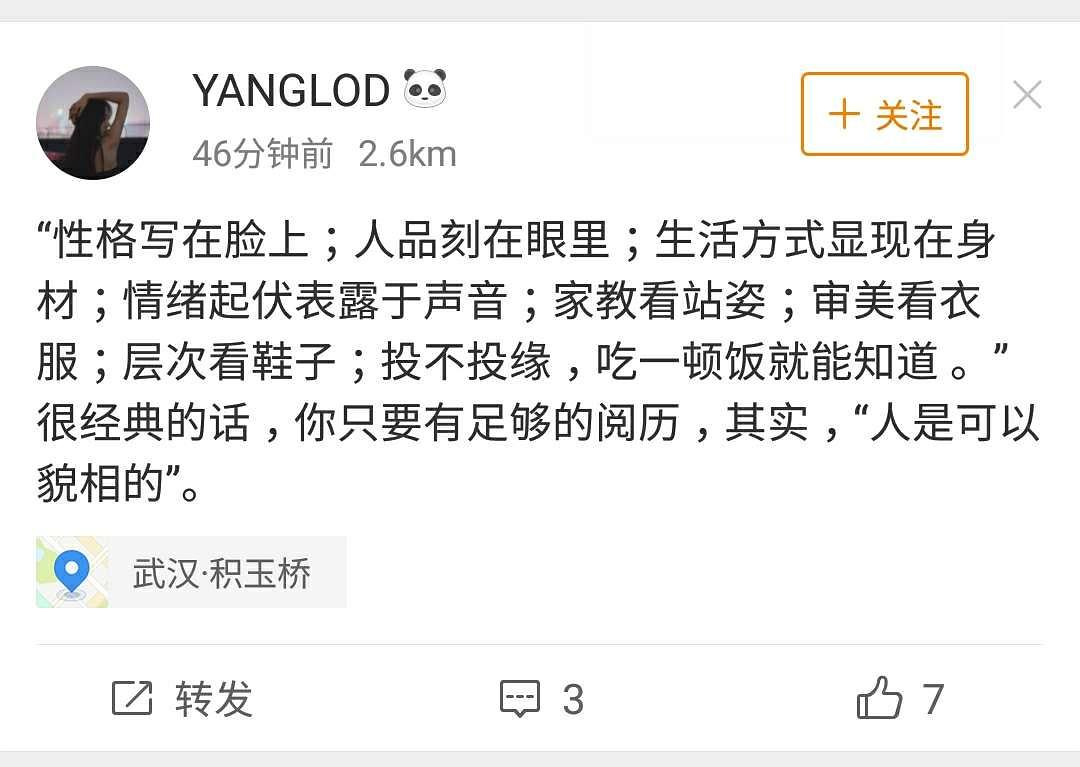 YANGLOD🐼
46分钟前 2.6km
+ 关注
“性格写在脸上；人品刻在眼里；生活方式显现在身
材；情绪起伏表露于声音；家教看站姿；审美看衣
服；层次看鞋子；投不投缘，吃一顿饭就能知道。”
很经典的话，你只要有足够的阅历，其实，“人是可以
貌相的”。
武汉·积玉桥
转发
3
7